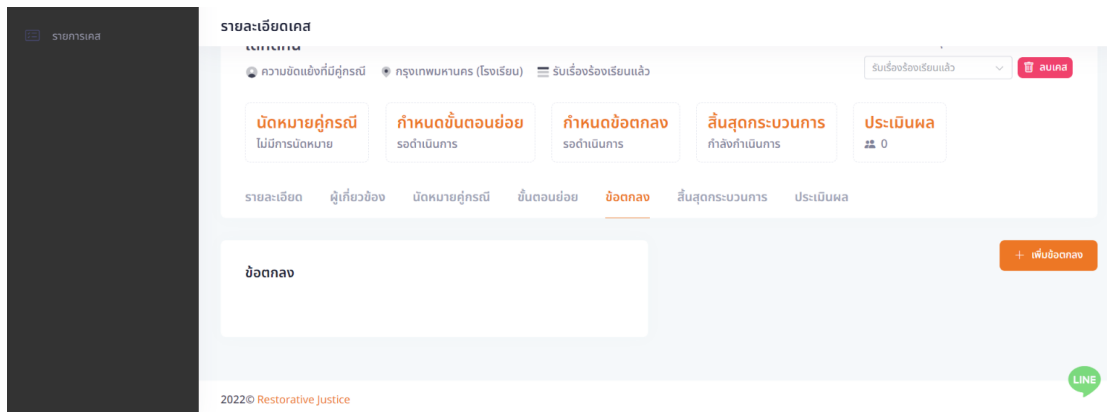 รายการเคส
รายละเอียดเคส
ความขัดแย้งที่มีคู่กรณี กรุงเทพมหานคร (โรงเรียน) รับเรื่องร้องเรียนแล้ว
รับเรื่องร้องเรียนแล้ว ลบเคส
นัดหมายคู่กรณี กำหนดขั้นตอนย่อย กำหนดข้อตกลง สิ้นสุดกระบวนการ ประเมินผล
ไม่มีการนัดหมาย รอดำเนินการ รอดำเนินการ กำลังกำเนินการ 0
รายละเอียด ผู้เกี่ยวข้อง นัดหมายคู่กรณี ขั้นตอนย่อย ข้อตกลง สิ้นสุดกระบวนการ ประเมินผล
+ เพิ่มข้อตกลง
ข้อตกลง
LINE
2022© Restorative Justice